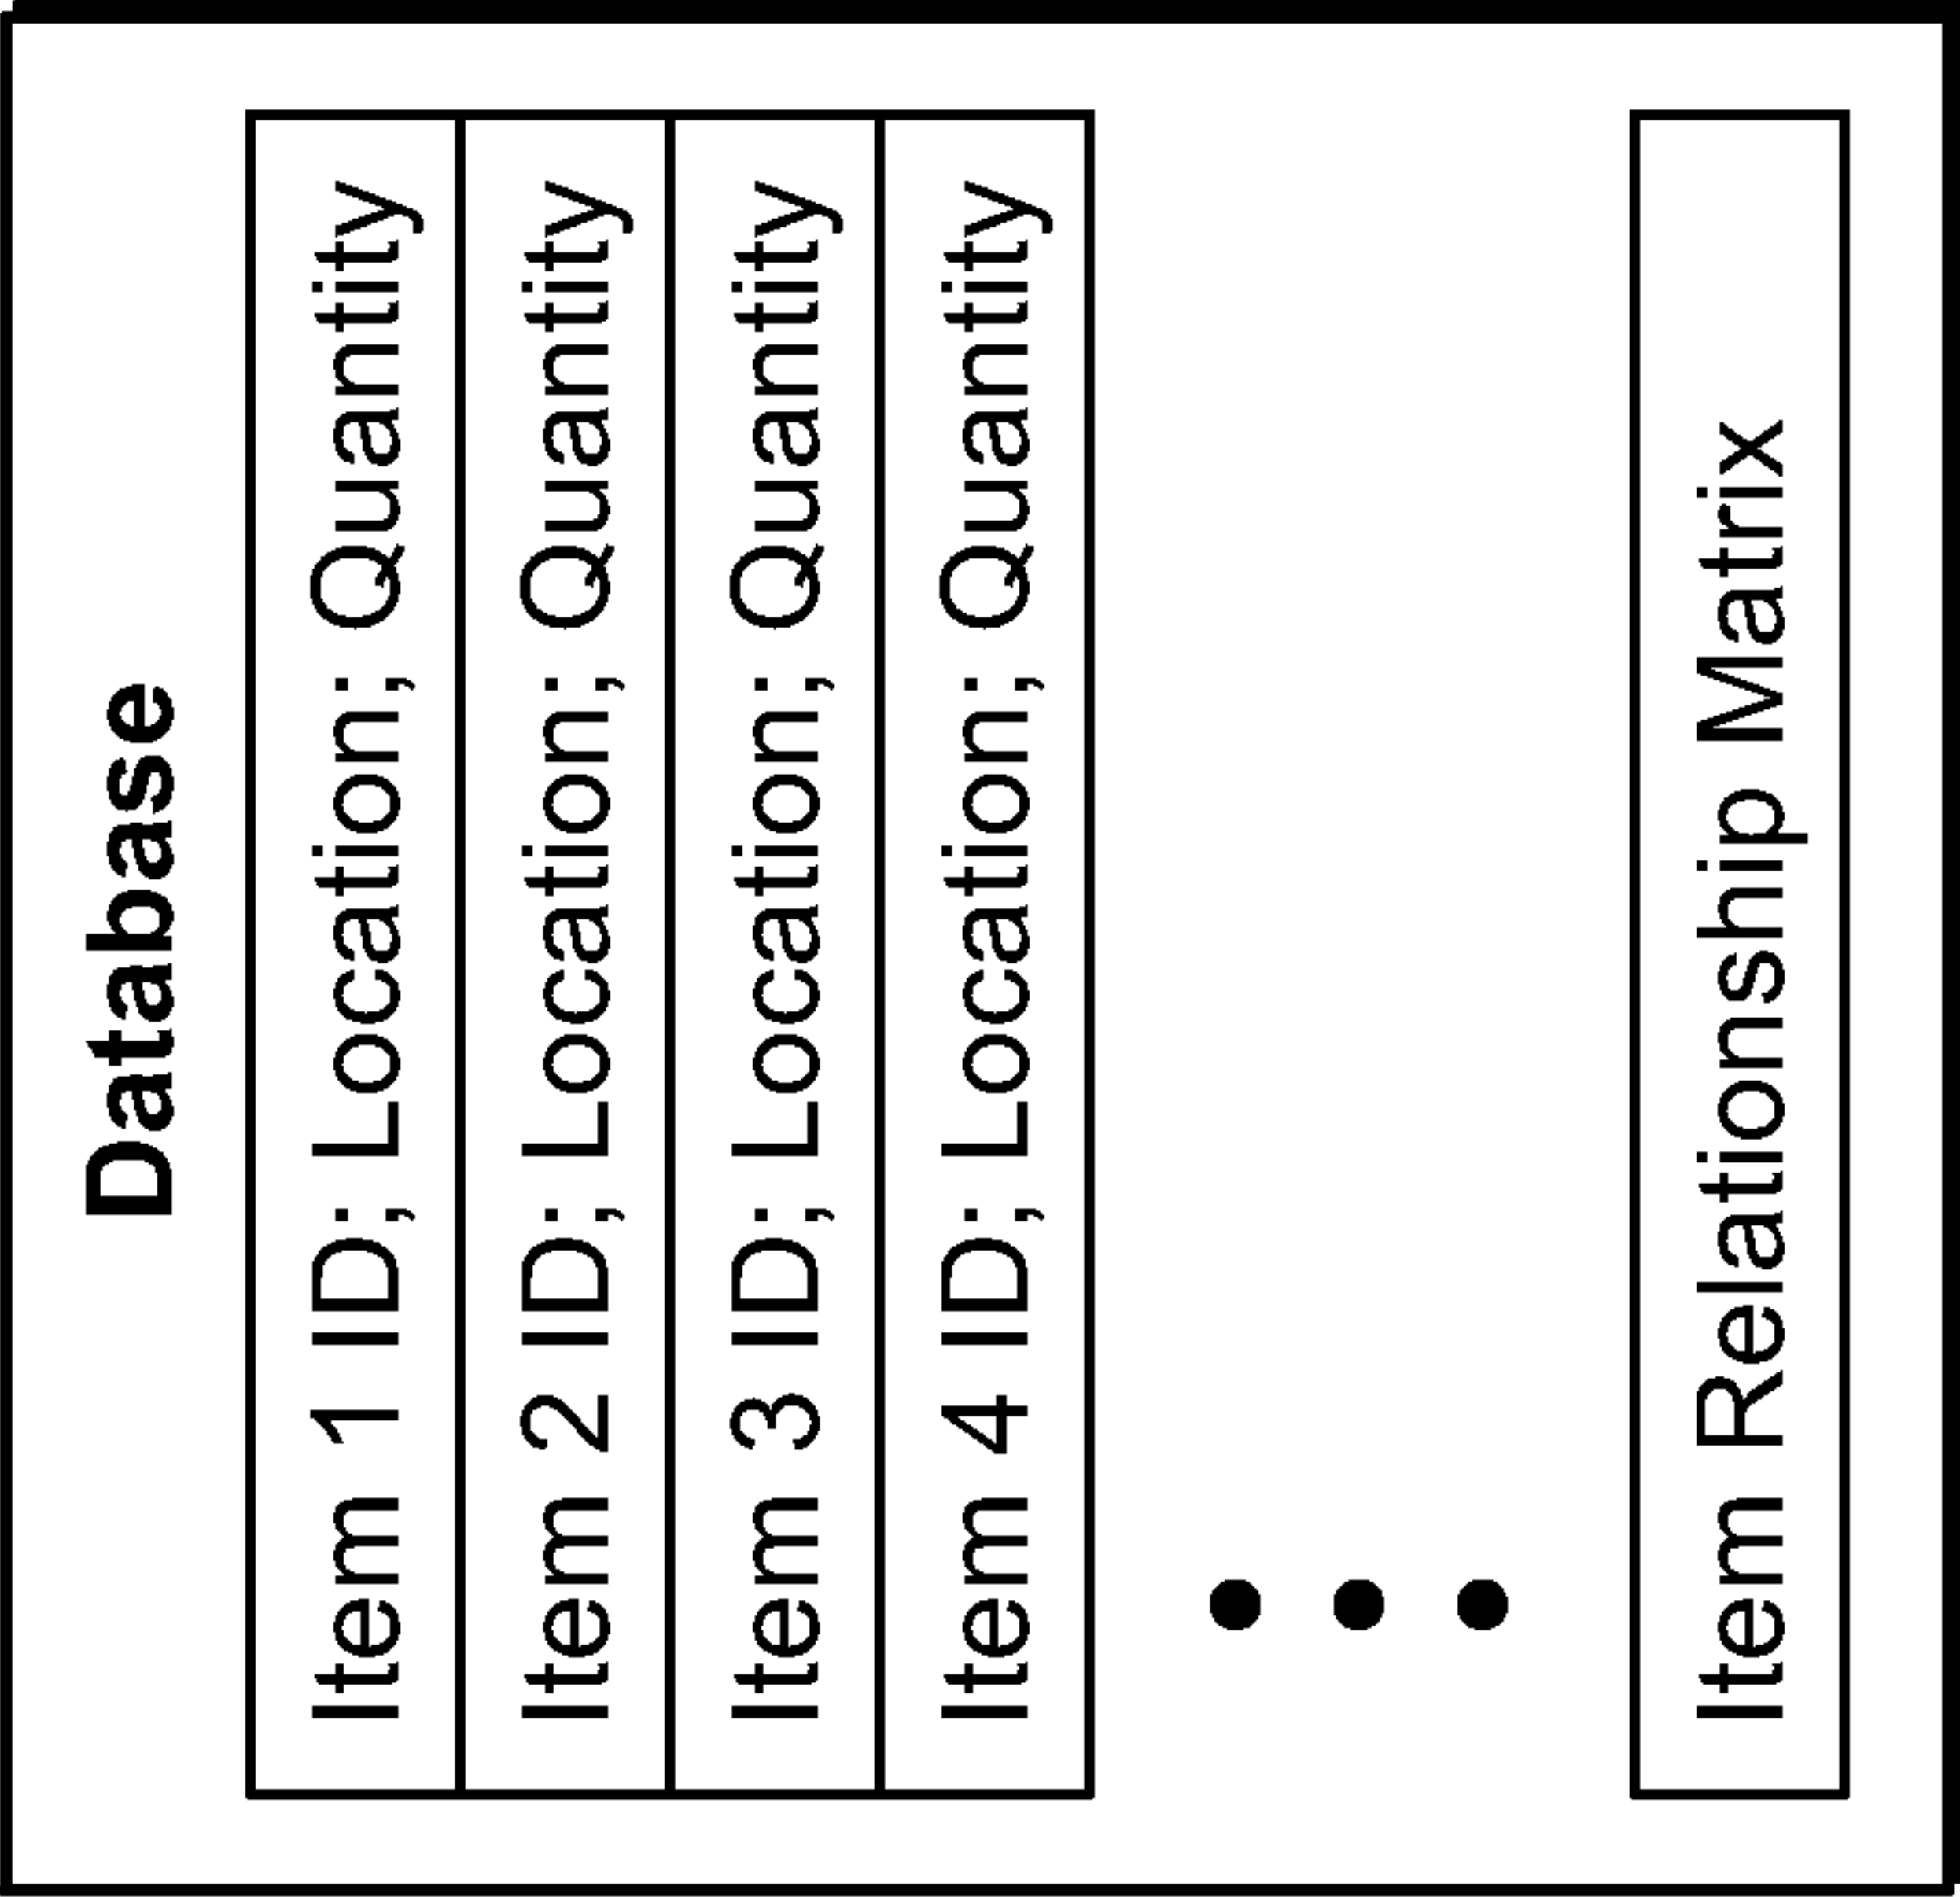 Database
Item 1 ID; Location; Quantity
Item 2 ID; Location; Quantity
Item 3 ID; Location; Quantity
Item 4 ID; Location; Quantity
Item Relationship Matrix